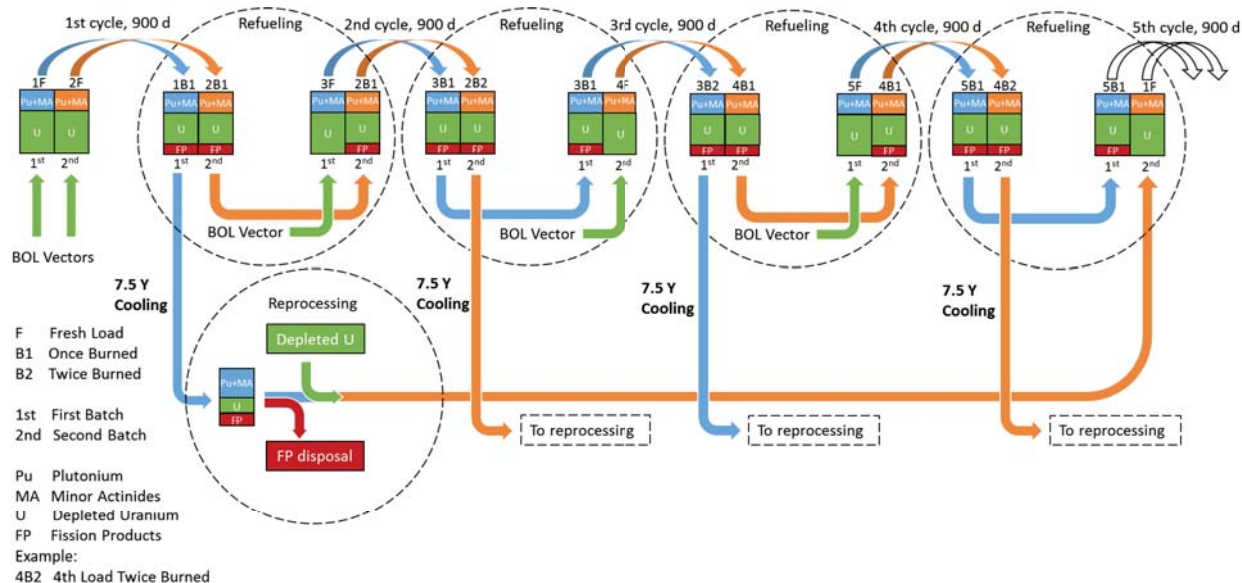 1st cycle, 900 d
Refueling
2nd cycle, 900 d
Refueling
3rd cycle, 900 d
Refueling
4th cycle, 900 d
Refueling
5th cycle, 900 d
1F 2F
1B1 2B1
3F 2B1
3B1 2B2
3B1 4F
3B2 4B1
5F 4B1
5B1 4B2
5B1 1F
Pu+MA Pu+MA
Pu+MA Pu+MA
Pu+MA Pu+MA
Pu+MA Pu+MA
Pu+MA Pu+MA
Pu+MA Pu+MA
Pu+MA Pu+MA
Pu+MA Pu+MA
Pu+MA Pu+MA
U U
U U
U U
U U
U U
U U
U U
U U
U U
FP FP
FP
FP FP
FP
FP FP
FP
FP FP
FP
1st 2nd
1st 2nd
1st 2nd
1st 2nd
1st 2nd
1st 2nd
1st 2nd
1st 2nd
1st 2nd
BOL Vector
BOL Vector
BOL Vector
BOL Vectors
7.5 Y
Cooling
7.5 Y
Cooling
7.5 Y
Cooling
7.5 Y
Cooling
Reprocessing
Depleted U
Pu+MA
U
FP
FP disposal
To reprocessing
To reprocessing
To reprocessing
F Fresh Load
B1 Once Burned
B2 Twice Burned
1st First Batch
2nd Second Batch
Pu Plutonium
MA Minor Actinides
U Depleted Uranium
FP Fission Products
Example:
4B2 4th Load Twice Burned